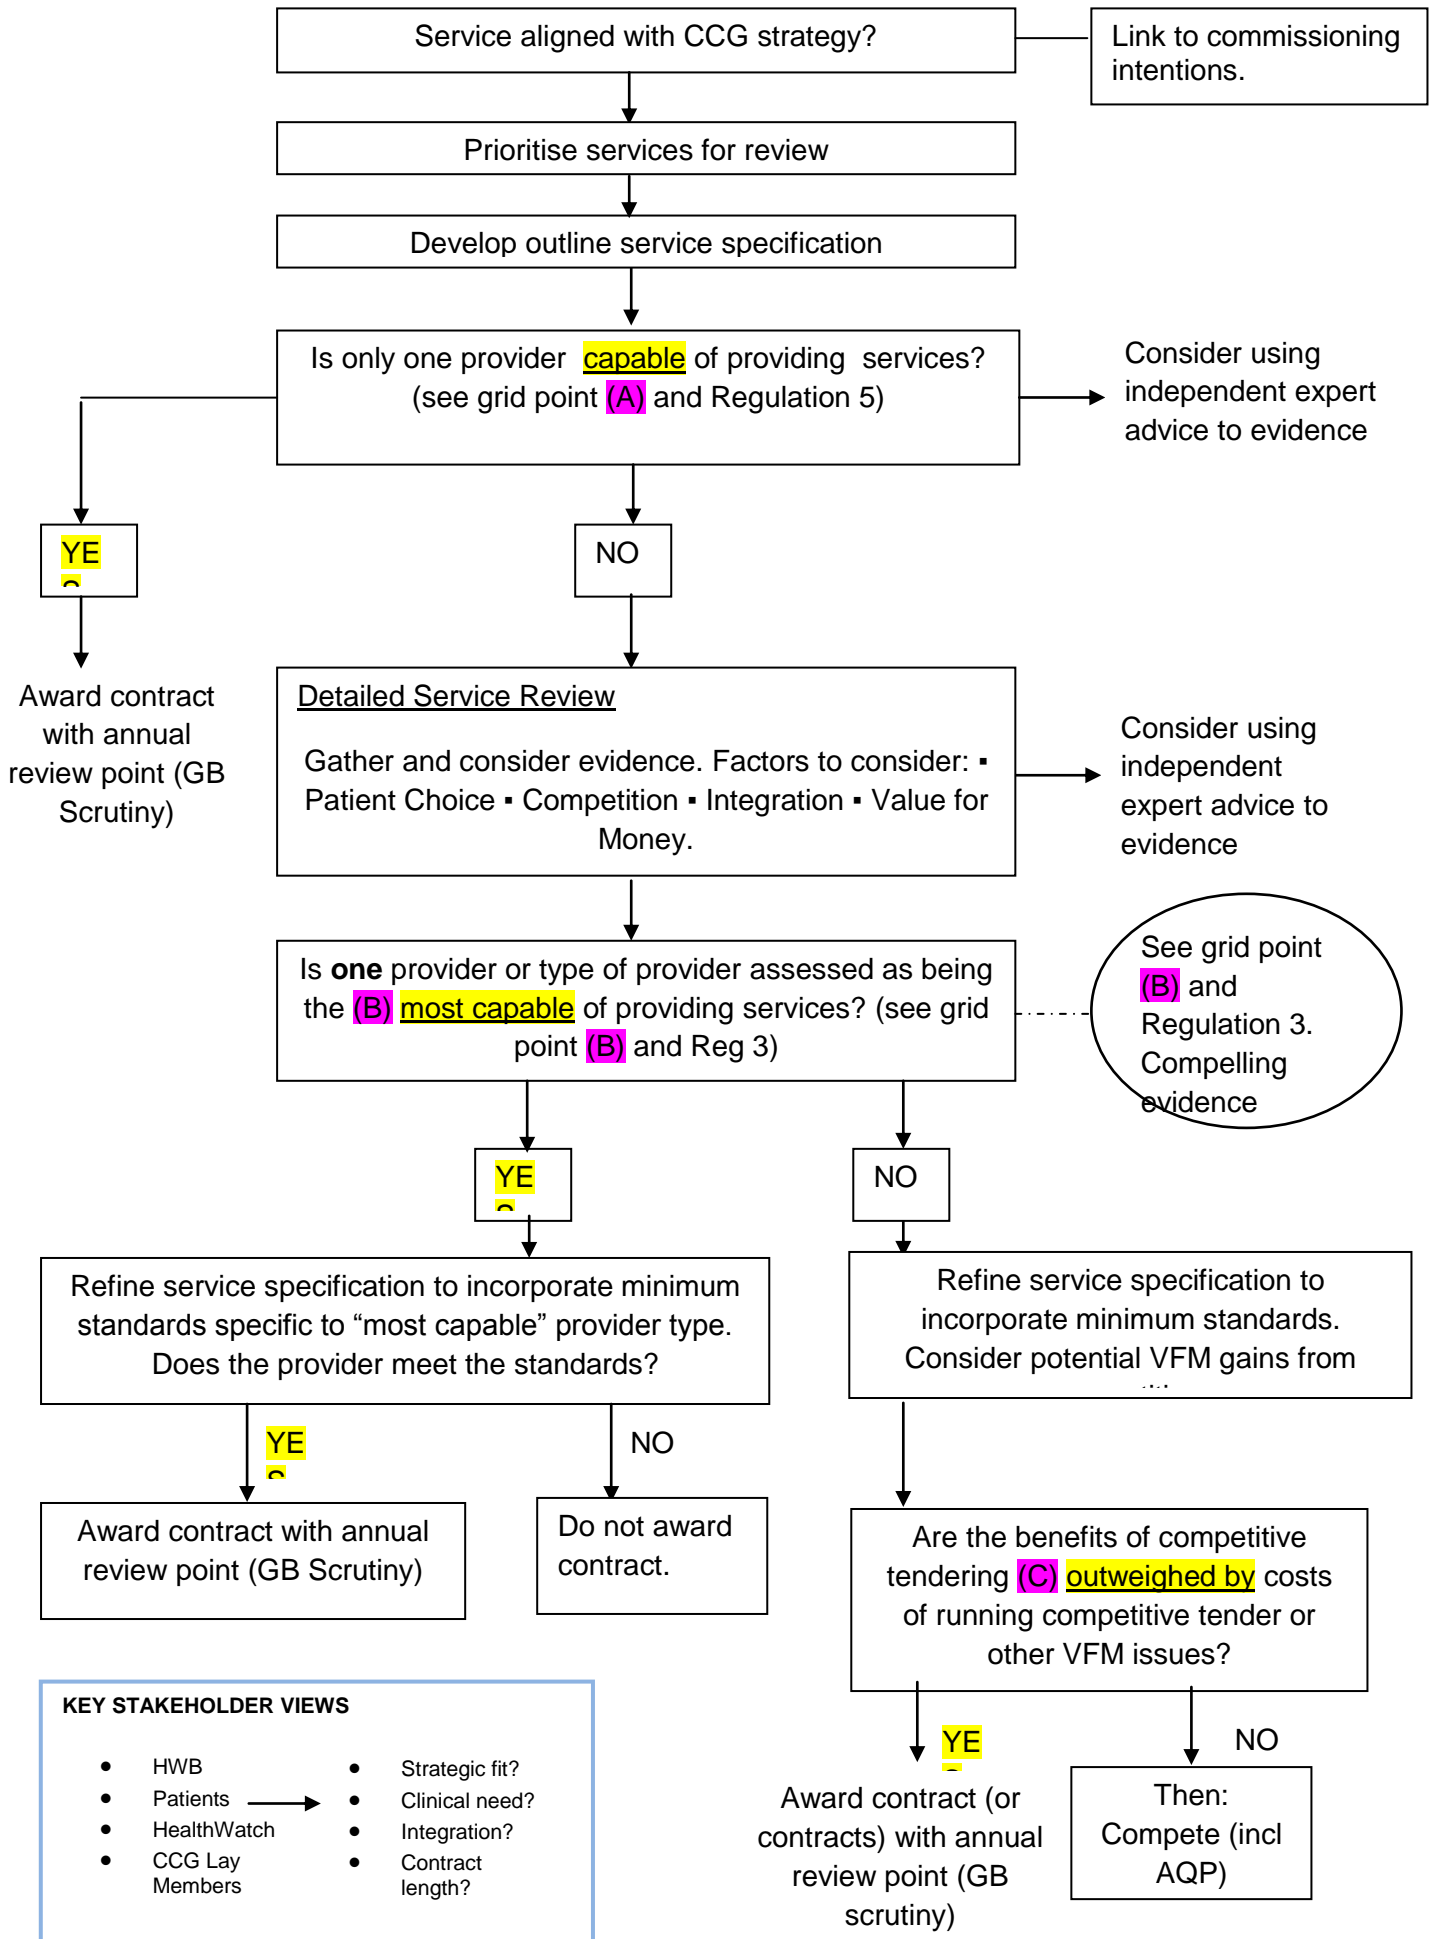 Service aligned with CCG strategy?
Link to commissioning
intentions.
Prioritise services for review
Develop outline service specification
Is only one provider capable of providing services?
(see grid point (A) and Regulation 5)
Consider using
independent expert
advice to evidence
YE
NO
Award contract
with annual
review point (GB
Scrutiny)
Detailed Service Review
Gather and consider evidence. Factors to consider: ▪
Patient Choice ▪ Competition ▪ Integration ▪ Value for
Money.
Consider using
independent
expert advice to
evidence
Is one provider or type of provider assessed as being
the (B) most capable of providing services? (see grid
point (B) and Reg 3)
See grid point
(B) and
Regulation 3.
Compelling
evidence
YE
S
NO
Refine service specification to incorporate minimum
standards specific to “most capable” provider type.
Does the provider meet the standards?
Refine service specification to
incorporate minimum standards.
Consider potential VFM gains from
YE
S
NO
Award contract with annual
review point (GB Scrutiny)
Do not award
contract.
Are the benefits of competitive
tendering (C) outweighed by costs
of running competitive tender or
other VFM issues?
YE
NO
Award contract (or
contracts) with annual
review point (GB
scrutiny)
Then:
Compete (incl
AQP)
KEY STAKEHOLDER VIEWS
● HWB
● Patients
● HealthWatch
● CCG Lay
Members
● Strategic fit?
● Clinical need?
● Integration?
● Contract
length?